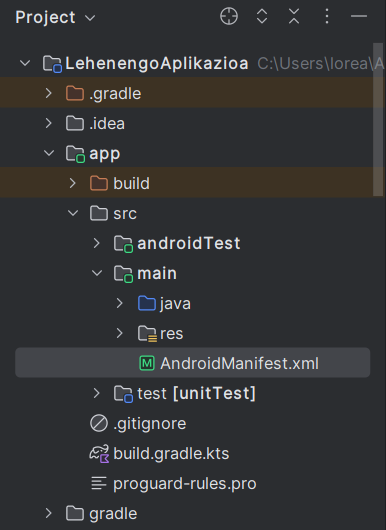 Project
LehenengoAplikazioa C:\Users\lorea\A
.gradle
.idea
app
build
src
androidTest
main
java
res
M AndroidManifest.xml
test [unitTest]
.gitignore
build.gradle.kts
proguard-rules.pro
gradle